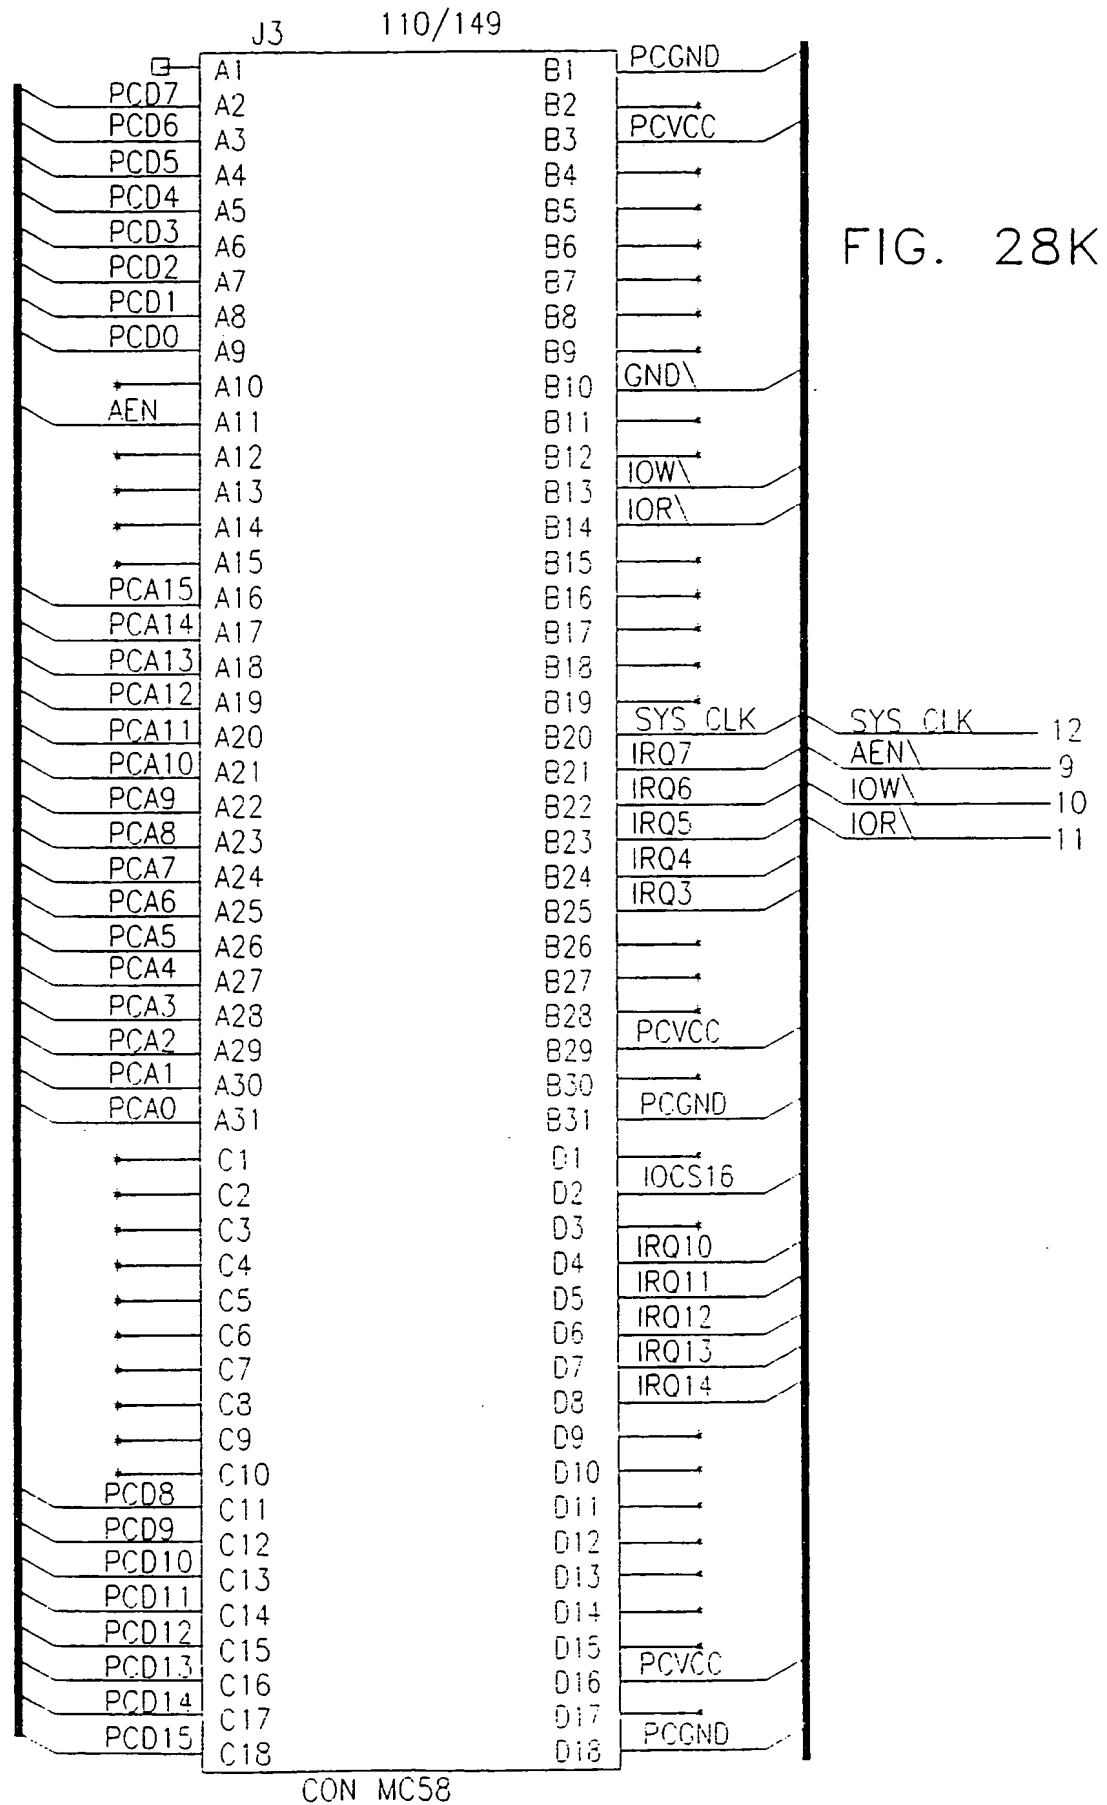 J3 110/149
A1 B1 PCGND
PCD7 A2 B2
PCD6 A3 B3 PCVCC
PCD5 A4 B4
PCD4 A5 B5
PCD3 A6 B6
FIG. 28K
PCD2 A7 B7
PCD1 A8 B8
PCD0 A9 B9
A10 B10 GND\
AEN A11 B11
A12 B12
A13 B13 IOW\
A14 B14 IOR\
A15 B15
PCA15 A16 B16
PCA14 A17 B17
PCA13 A18 B18
PCA12 A19 B19
PCA11 A20 B20 SYS CLK SYS CLK 12
PCA10 A21 B21 IRQ7 AEN\ 9
PCA9 A22 B22 IRQ6 IOW\ 10
PCA8 A23 B23 IRQ5 IOR\ 11
PCA7 A24 B24 IRQ4
PCA6 A25 B25 IRQ3
PCA5 A26 B26
PCA4 A27 B27
PCA3 A28 B28
PCA2 A29 B29 PCVCC
PCA1 A30 B30
PCA0 A31 B31 PCGND
C1 D1
C2 D2 IOCS16
C3 D3
C4 D4 IRQ10
C5 D5 IRQ11
C6 D6 IRQ12
C7 D7 IRQ13
C8 D8 IRQ14
C9 D9
C10 D10
PCD8 C11 D11
PCD9 C12 D12
PCD10 C13 D13
PCD11 C14 D14
PCD12 C15 D15
PCD13 C16 D16 PCVCC
PCD14 C17 D17
PCD15 C18 D18 PCGND
CON MC58